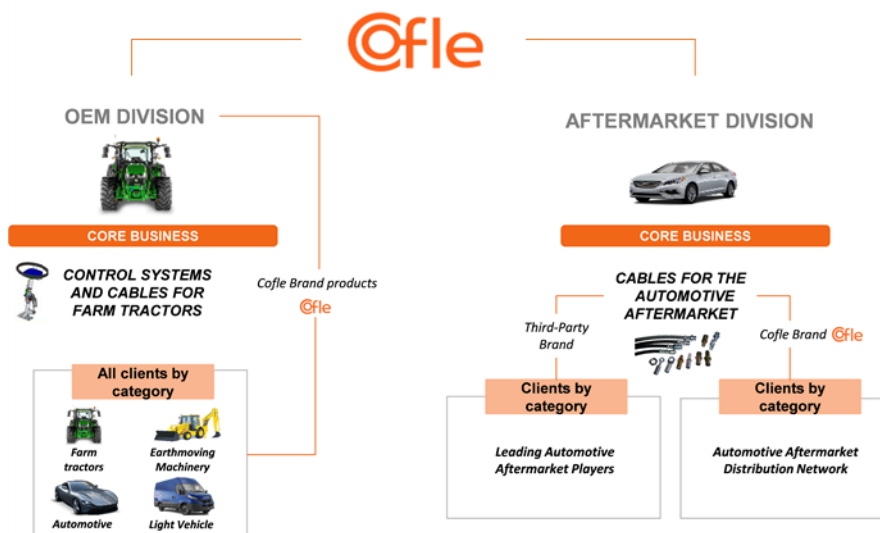 Cofle
OEM DIVISION
CORE BUSINESS
CONTROL SYSTEMS
AND CABLES FOR
FARM TRACTORS
Cofle Brand products
Cofle
All clients by
category
Farm
tractors
Earthmoving
Machinery
Automotive
Light Vehicle
AFTERMARKET DIVISION
CORE BUSINESS
CABLES FOR THE
AUTOMOTIVE
AFTERMARKET
Third-Party
Brand
Cofle Brand Cofle
Clients by
category
Leading Automotive
Aftermarket Players
Clients by
category
Automotive Aftermarket
Distribution Network